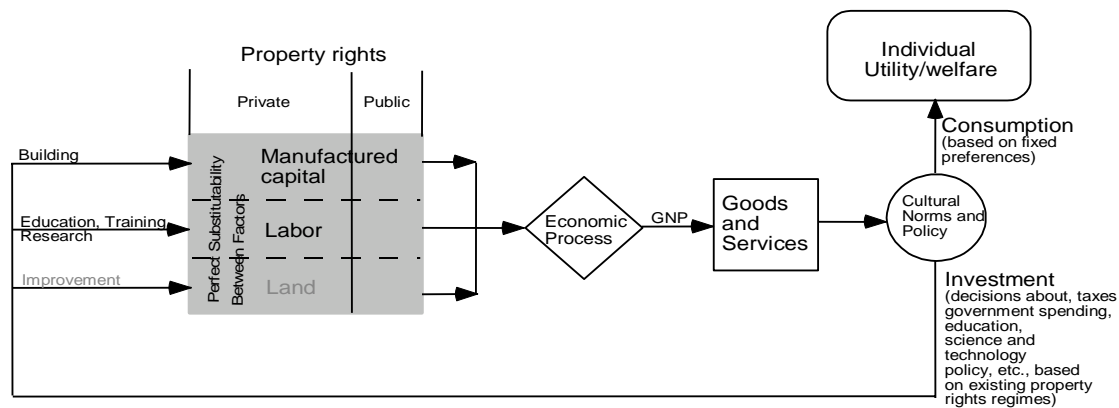 Property rights
Private
Public
Building
Education, Training,
Research
Improvement
Perfect Substitutability
Between Factors
Manufactured
capital
Labor
Land
Economic
Process
GNP
Goods
and
Services
Cultural
Norms and
Policy
Individual
Utility/welfare
Consumption
(based on fixed
preferences)
Investment
(decisions about, taxes
government spending,
education,
science and
technology
policy, etc., based
on existing property
rights regimes)